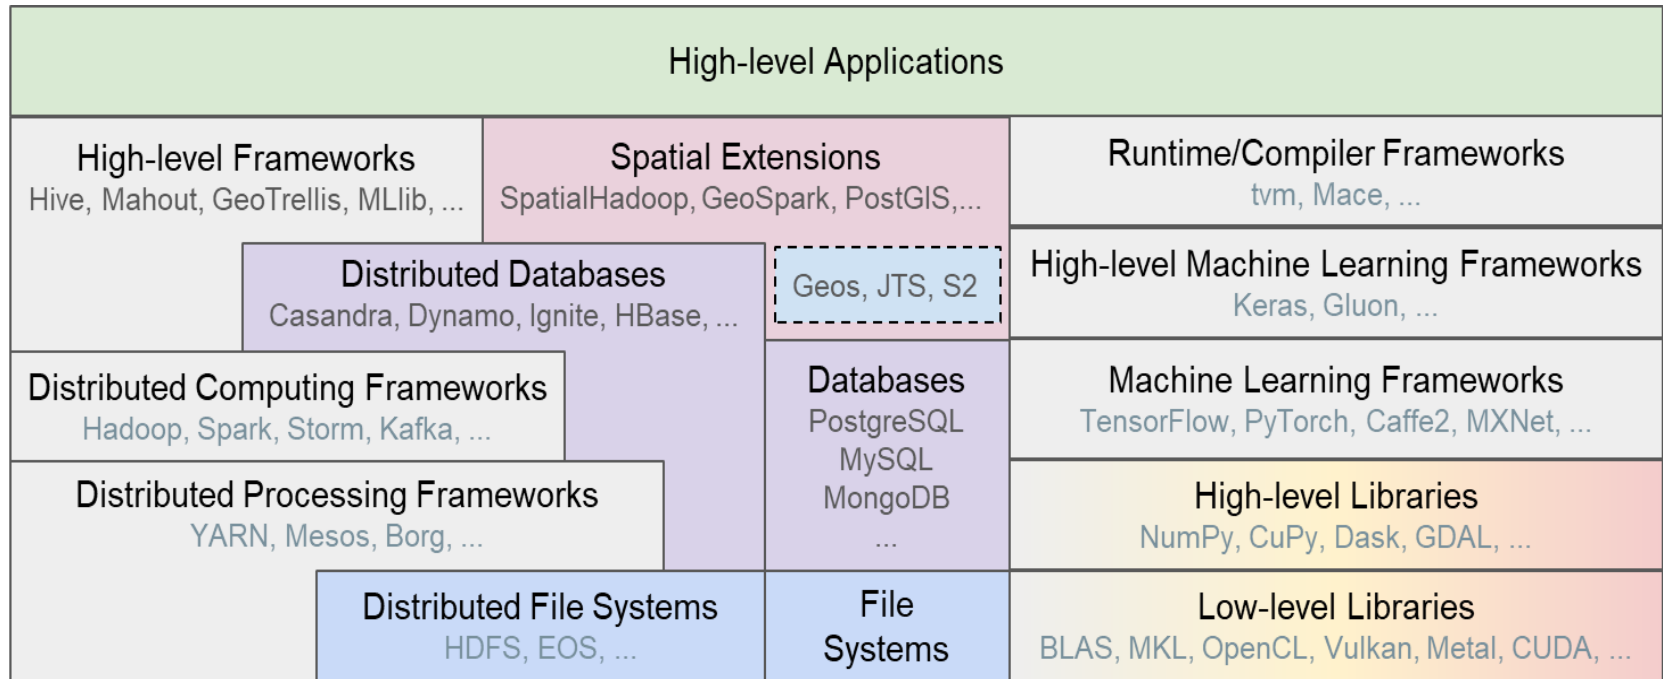 High-level Applications
High-level Frameworks
Hive, Mahout, GeoTrellis, MLlib, ...
Spatial Extensions
SpatialHadoop, GeoSpark, PostGIS,...
Geos, JTS, S2
Distributed Databases
Casandra, Dynamo, Ignite, HBase, ...
Distributed Computing Frameworks
Hadoop, Spark, Storm, Kafka, ...
Distributed Processing Frameworks
YARN, Mesos, Borg, ...
Databases
PostgreSQL
MySQL
MongoDB
...
Distributed File Systems
HDFS, EOS, ...
File
Systems
Runtime/Compiler Frameworks
tvm, Mace, ...
High-level Machine Learning Frameworks
Keras, Gluon, ...
Machine Learning Frameworks
TensorFlow, PyTorch, Caffe2, MXNet, ...
High-level Libraries
NumPy, CuPy, Dask, GDAL, ...
Low-level Libraries
BLAS, MKL, OpenCL, Vulkan, Metal, CUDA, ...